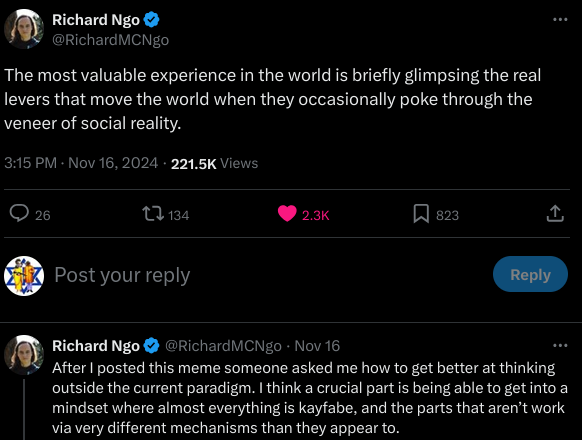 Richard Ngo
@RichardMCNgo
The most valuable experience in the world is briefly glimpsing the real
levers that move the world when they occasionally poke through the
veneer of social reality.
3:15 PM · Nov 16, 2024 · 221.5K Views
26 134 2.3K 823
Post your reply
Reply
Richard Ngo @RichardMCNgo · Nov 16
After I posted this meme someone asked me how to get better at thinking
outside the current paradigm. I think a crucial part is being able to get into a
mindset where almost everything is kayfabe, and the parts that aren't work
via very different mechanisms than they appear to.